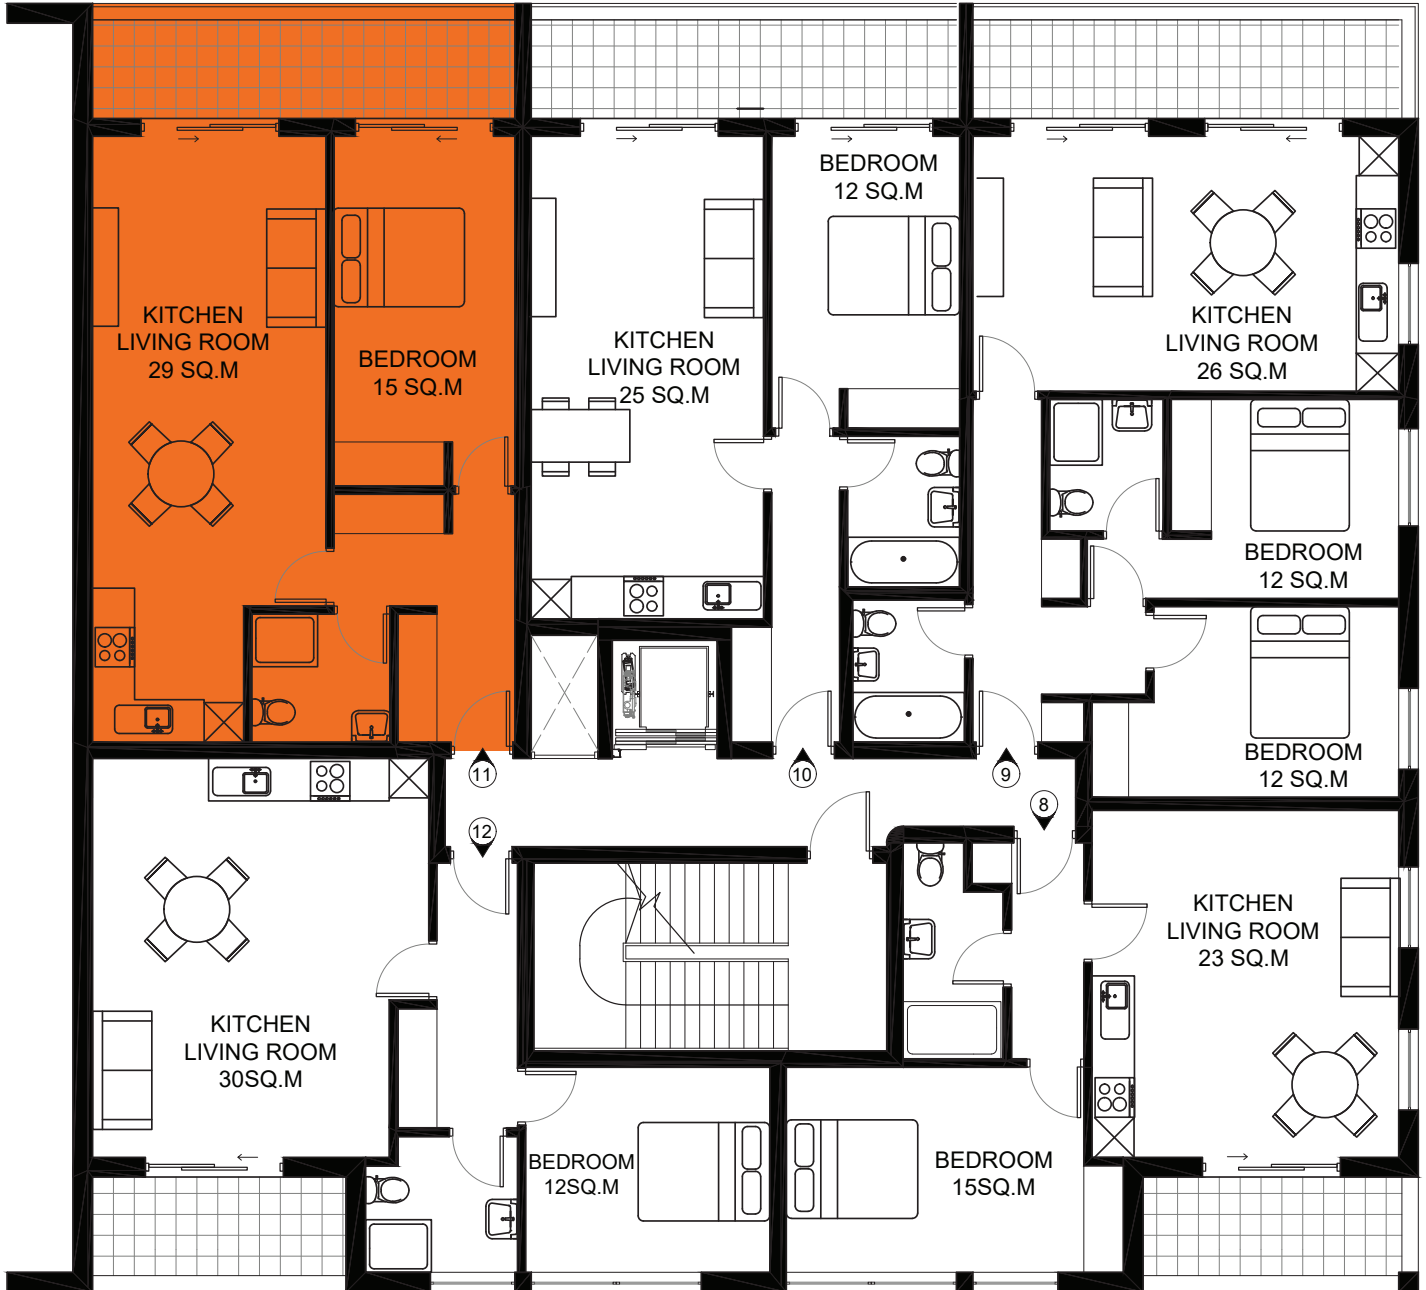 BEDROOM
12 SQ.M
KITCHEN
LIVING ROOM
29 SQ.M
BEDROOM
15 SQ.M
KITCHEN
LIVING ROOM
25 SQ.M
KITCHEN
LIVING ROOM
26 SQ.M
BEDROOM
12 SQ.M
BEDROOM
12 SQ.M
11
10
9
8
12
KITCHEN
LIVING ROOM
23 SQ.M
KITCHEN
LIVING ROOM
30SQ.M
BEDROOM
12SQ.M
BEDROOM
15SQ.M